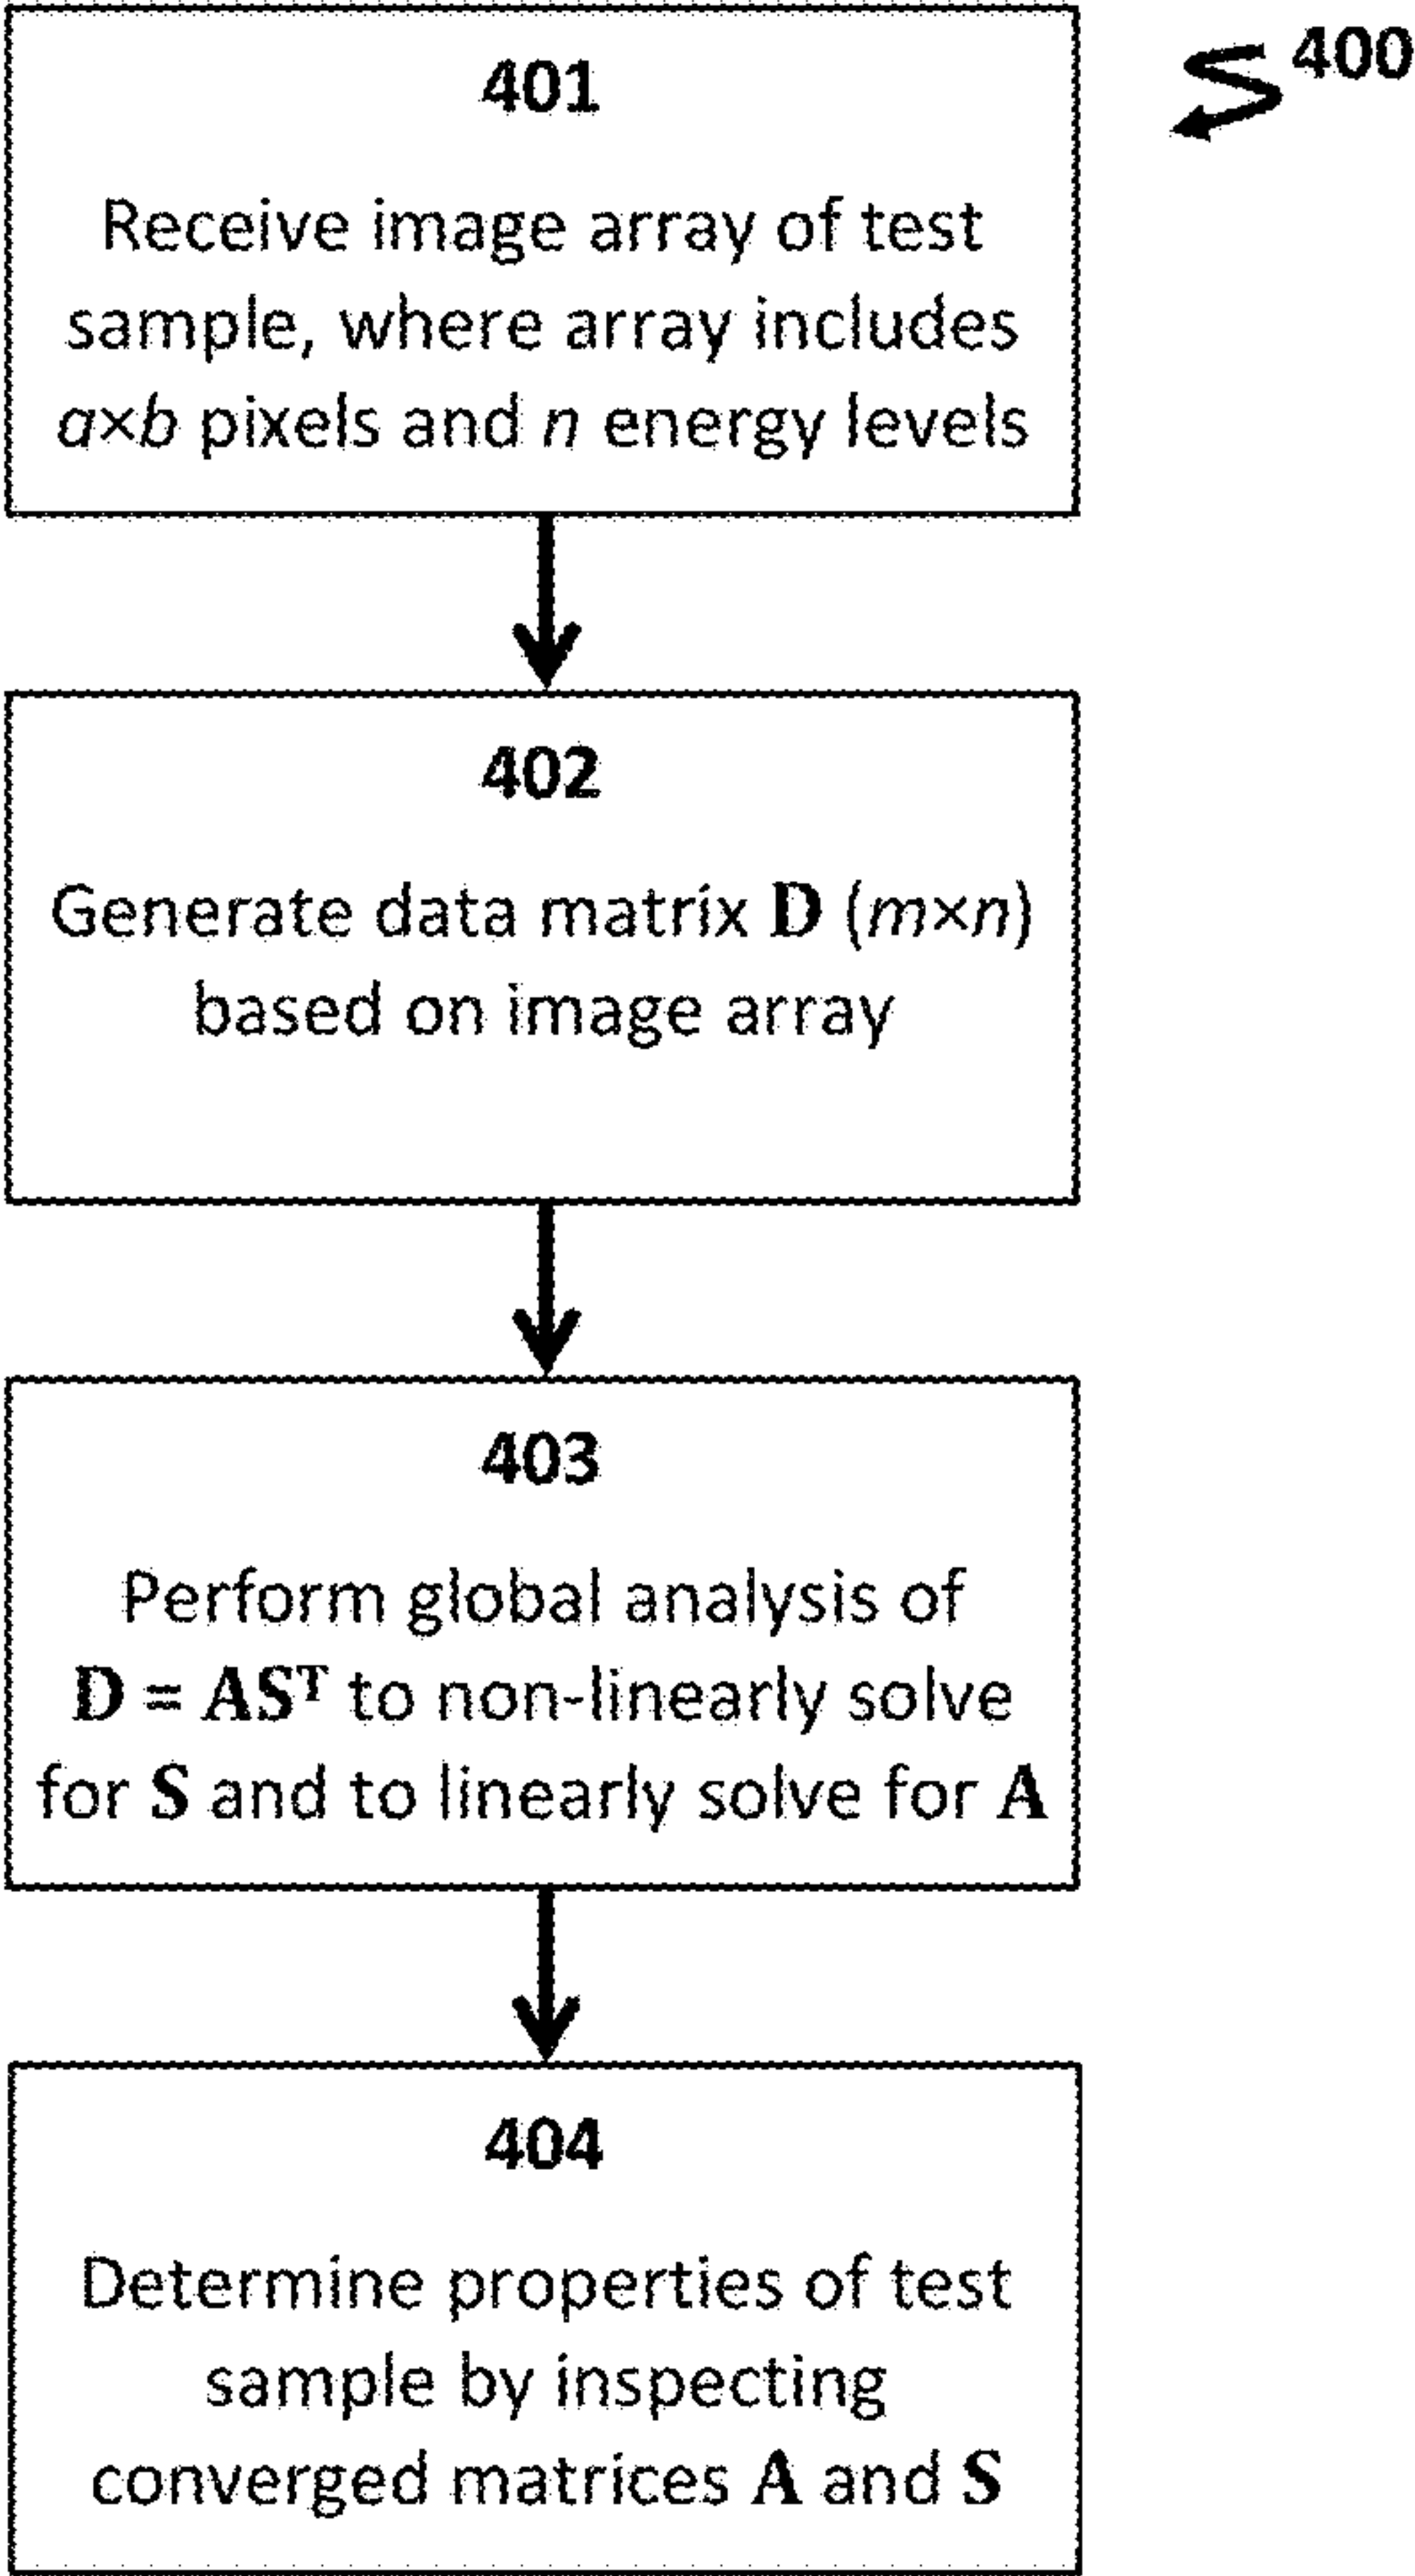 400
401
Receive image array of test
sample, where array includes
a×b pixels and n energy levels
402
Generate data matrix D (m×n)
based on image array
403
Perform global analysis of
D = ASᵀ to non-linearly solve
for S and to linearly solve for A
404
Determine properties of test
sample by inspecting
converged matrices A and S